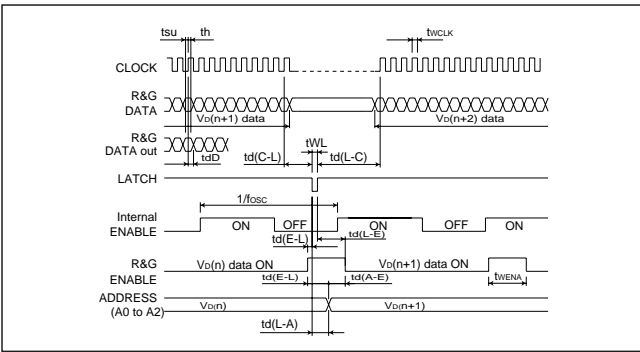 tsu th tWCLK
CLOCK
R&G
DATA
VD(n+1) data VD(n+2) data
R&G
DATA out
tdD td(C-L) tWL td(L-C)
LATCH
1/fosc
Internal
ENABLE
ON OFF ON OFF ON
td(E-L) td(L-E)
R&G
ENABLE
VD(n) data ON VD(n+1) data ON
td(E-L) td(A-E) tWENA
ADDRESS
(A0 to A2)
VD(n) VD(n+1)
td(L-A)